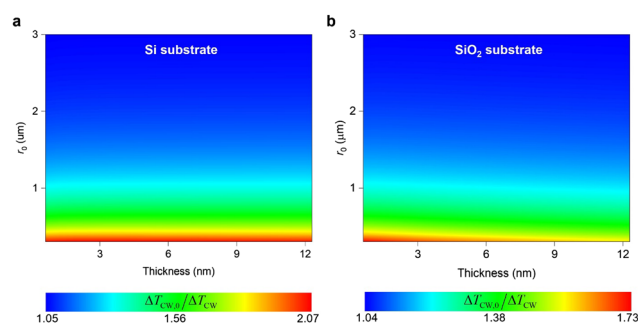 a
b
Si substrate
SiO₂ substrate
3
2
1
r₀ (um)
3 6 9 12
Thickness (nm)
3
2
1
r₀ (μm)
3 6 9 12
Thickness (nm)
ΔT_CW,0/ΔT_CW
1.05 1.56 2.07
ΔT_CW,0/ΔT_CW
1.04 1.38 1.73